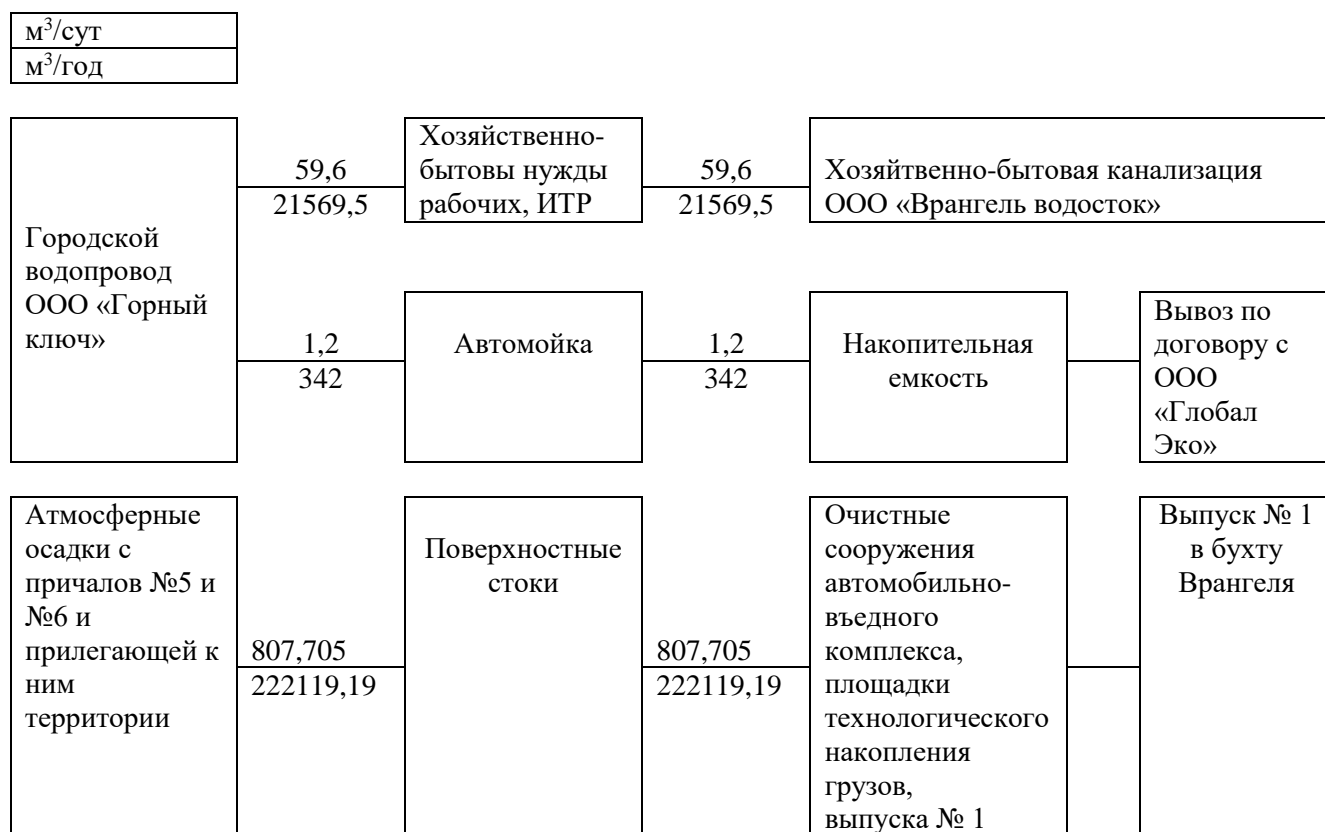 м³/сут
м³/год
Городской
водопровод
ООО «Горный
ключ»
59,6
21569,5
Хозяйственно-
бытовы нужды
рабочих, ИТР
59,6
21569,5
Хозяйтвенно-бытовая канализация
ООО «Врангель водосток»
1,2
342
Автомойка
1,2
342
Накопительная
емкость
Вывоз по
договору с
ООО
«Глобал
Эко»
Атмосферные
осадки с
причалов №5 и
№6 и
прилегающей к
ним
территории
807,705
222119,19
Поверхностные
стоки
807,705
222119,19
Очистные
сооружения
автомобильно-
въедного
комплекса,
площадки
технологического
накопления
грузов,
выпуска № 1
Выпуск № 1
в бухту
Врангеля